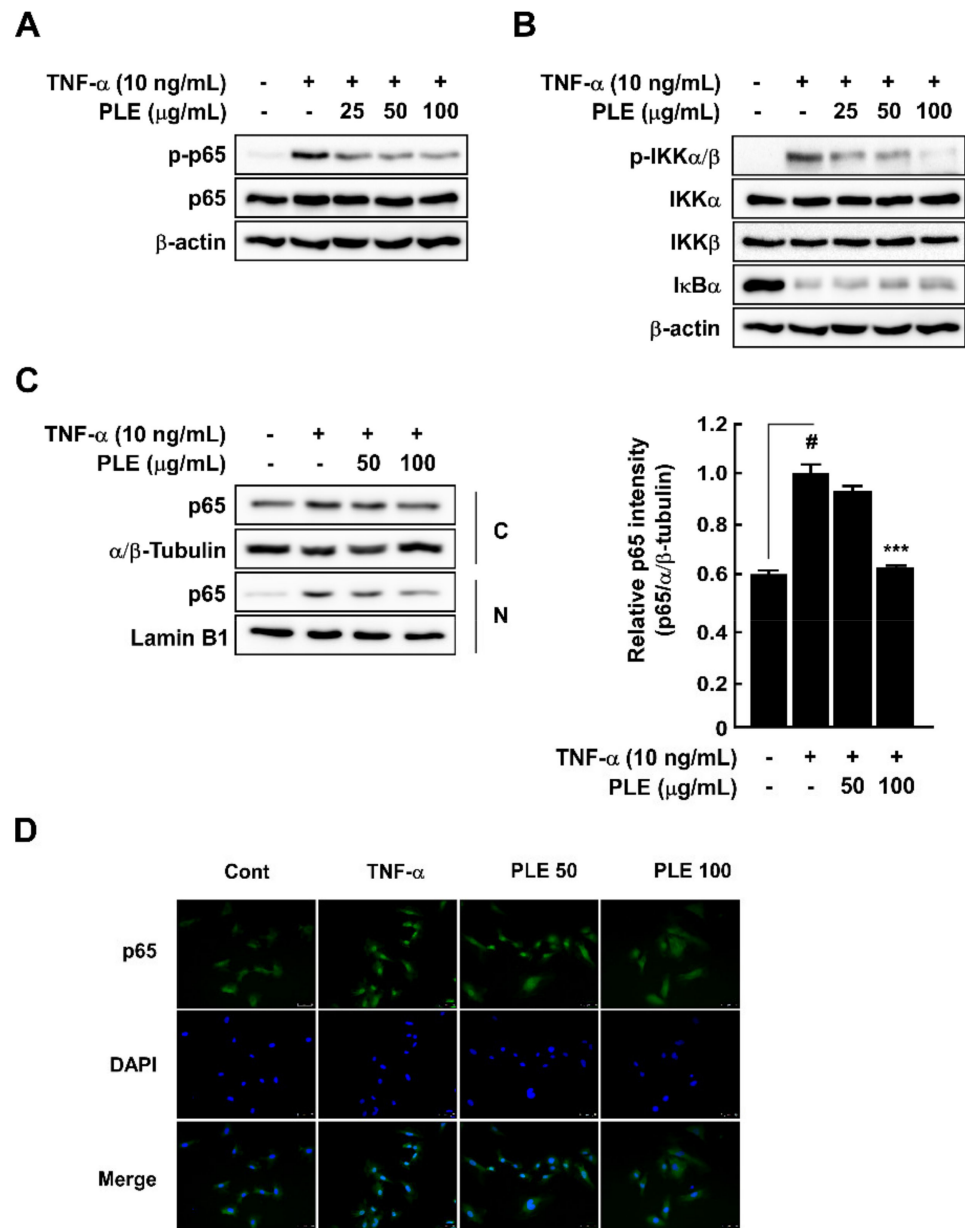 A
TNF-α (10 ng/mL) - + + + +
PLE (μg/mL) - - 25 50 100
p-p65
p65
β-actin
B
TNF-α (10 ng/mL) - + + + +
PLE (μg/mL) - - 25 50 100
p-IKKα/β
IKKα
IKKβ
IκBα
β-actin
C
TNF-α (10 ng/mL) - + + +
PLE (μg/mL) - - 50 100
p65
α/β-Tubulin
C
p65
Lamin B1
N
Relative p65 intensity
(p65/α/β-tubulin)
1.2
1.0
0.8
0.6
0.4
0.2
0
#
***
TNF-α (10 ng/mL) - + + +
PLE (μg/mL) - - 50 100
D
Cont TNF-α PLE 50 PLE 100
p65
DAPI
Merge